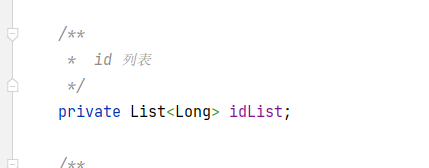 /**
 *  id 列表
 */
private List<Long> idList;
/**